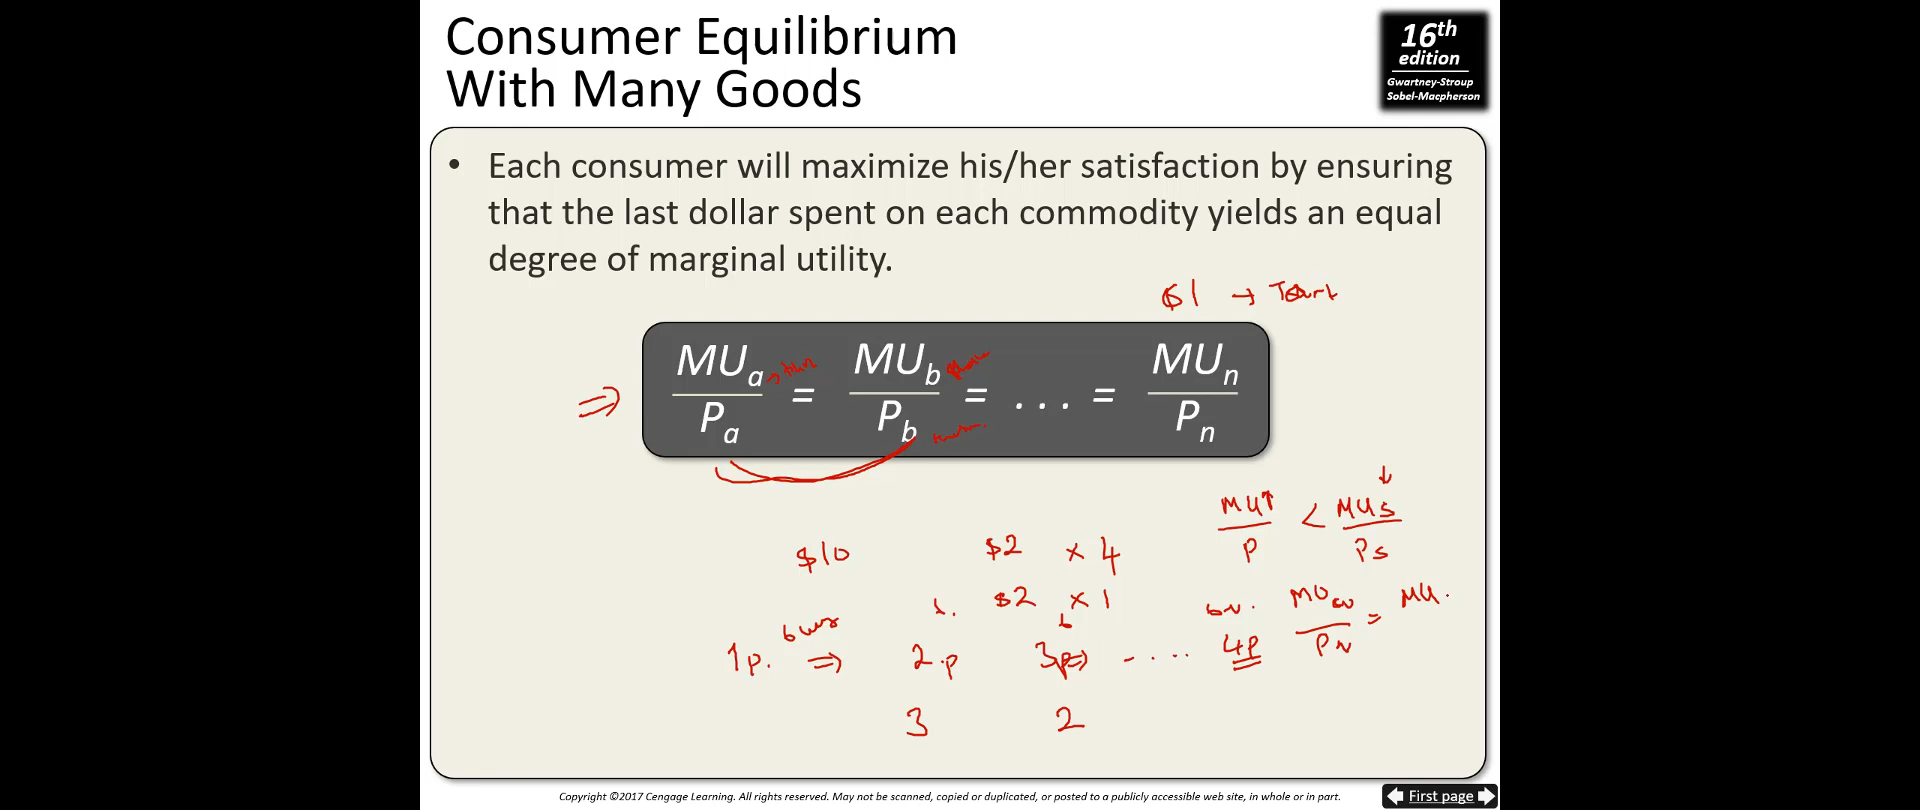 Consumer Equilibrium
With Many Goods
16th
edition
Gwartney-Stroup
Sobel-Macpherson
• Each consumer will maximize his/her satisfaction by ensuring
that the last dollar spent on each commodity yields an equal
degree of marginal utility.
$1 →
MUa / Pa = MUb / Pb = . . . = MUn / Pn
⇒
MU↑ / P < MUs / Ps
$10 $2 × 4
$2 × 1
1p. ⇒ 2.p 3p⇒ - .... 4P
3 2
Copyright ©2017 Cengage Learning. All rights reserved. May not be scanned, copied or duplicated, or posted to a publicly accessible web site, in whole or in part.
First page